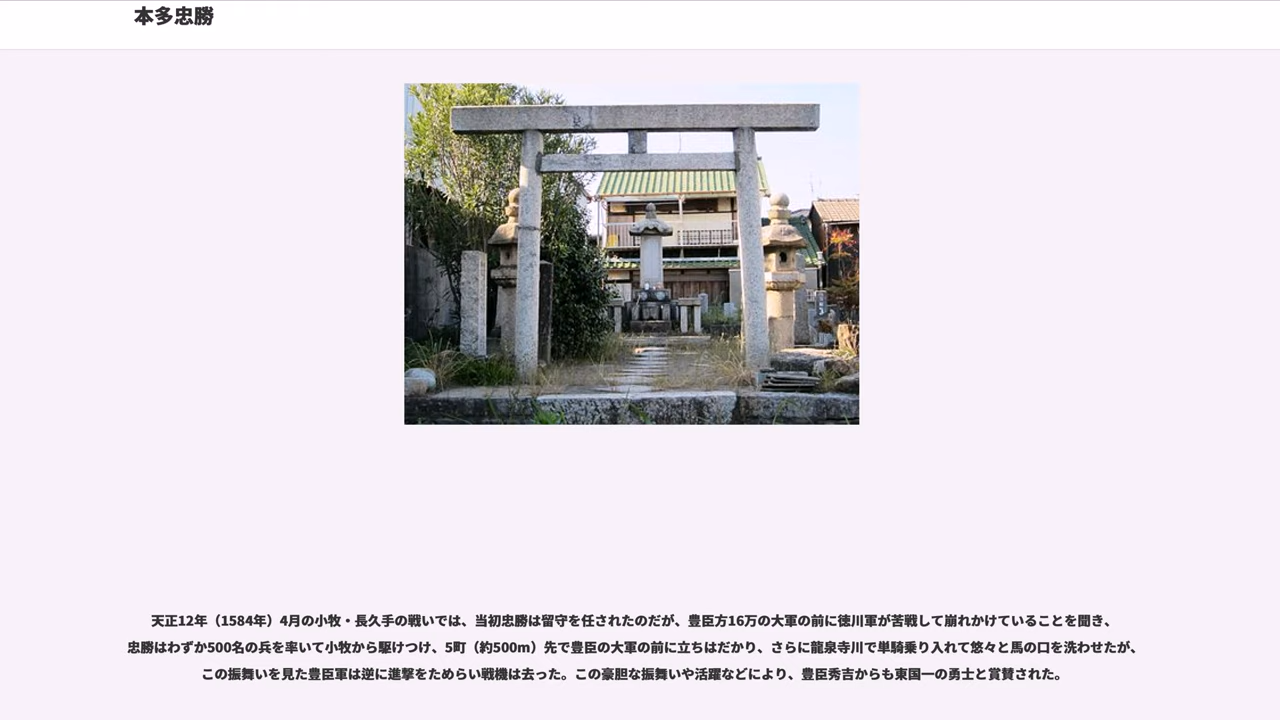 本多忠勝
天正12年（1584年）4月の小牧・長久手の戦いでは、当初忠勝は留守を任されたのだが、豊臣方16万の大軍の前に徳川軍が苦戦して崩れかけていることを聞き、
忠勝はわずか500名の兵を率いて小牧から駆けつけ、5町（約500m）先で豊臣の大軍の前に立ちはだかり、さらに龍泉寺川で単騎乗り入れて悠々と馬の口を洗わせたが、
この振舞いを見た豊臣軍は逆に進撃をためらい戦機は去った。この豪胆な振舞いや活躍などにより、豊臣秀吉からも東国一の勇士と賞賛された。